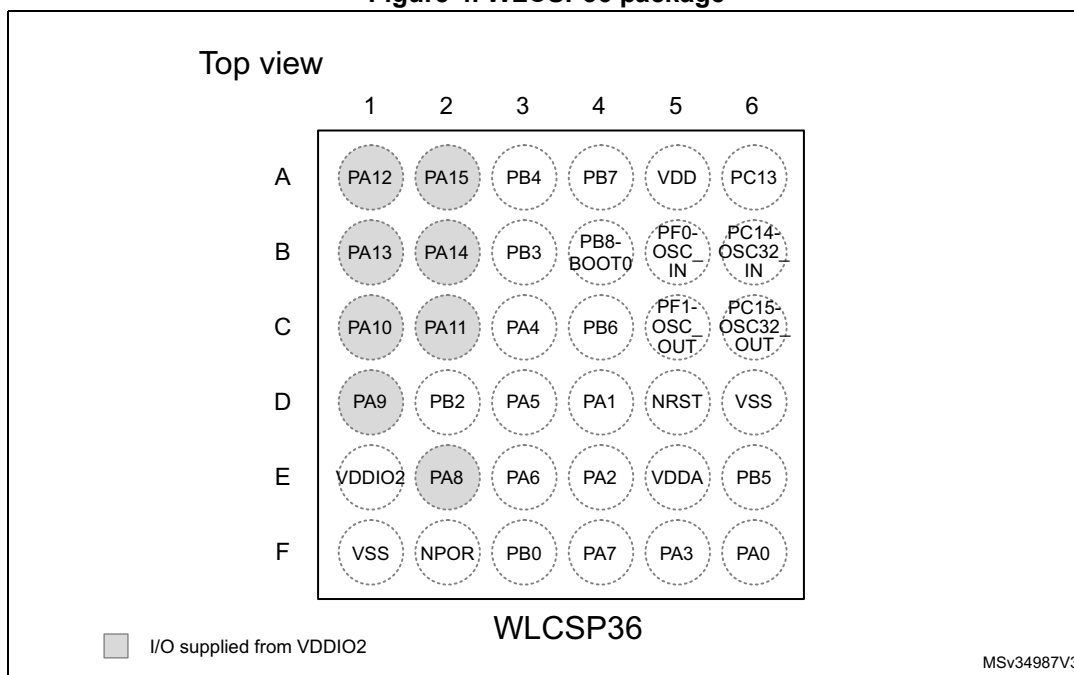 Top view
1 2 3 4 5 6
A PA12 PA15 PB4 PB7 VDD PC13
B PA13 PA14 PB3 PB8-
BOOT0 PF0-
OSC_
IN PC14-
OSC32_
IN
C PA10 PA11 PA4 PB6 PF1-
OSC_
OUT PC15-
OSC32_
OUT
D PA9 PB2 PA5 PA1 NRST VSS
E VDDIO2 PA8 PA6 PA2 VDDA PB5
F VSS NPOR PB0 PA7 PA3 PA0
WLCSP36
I/O supplied from VDDIO2
MSv34987V3